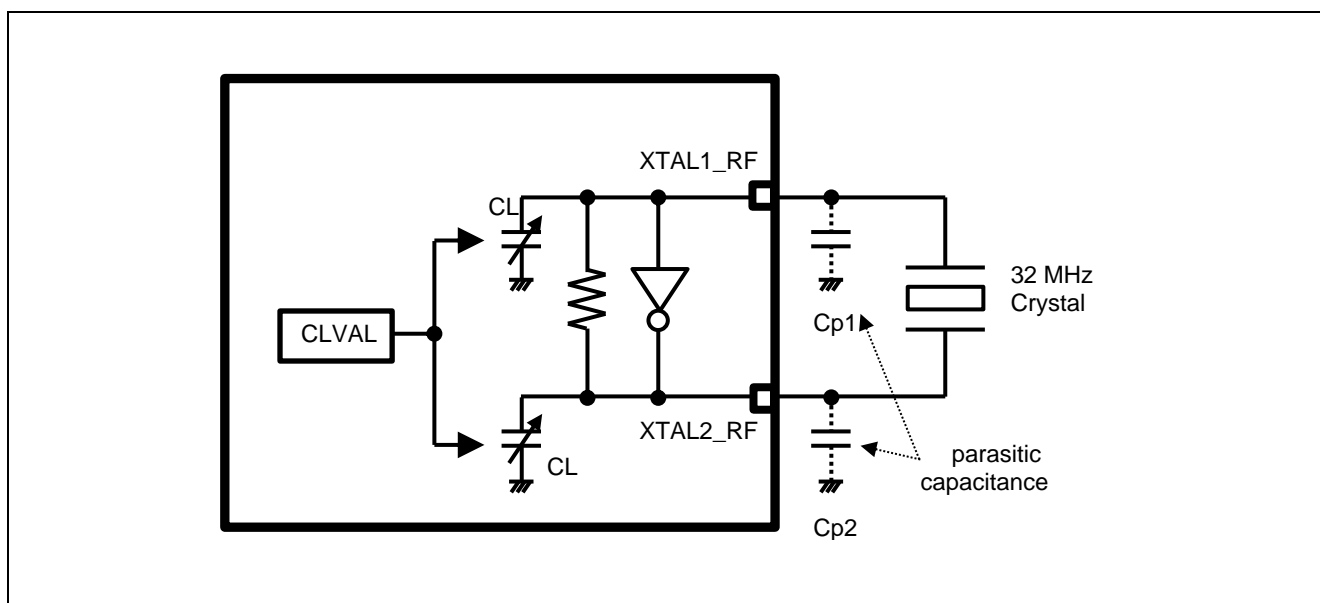 XTAL1_RF
CL
32 MHz
Crystal
Cp1
CLVAL
XTAL2_RF
CL
parasitic
capacitance
Cp2